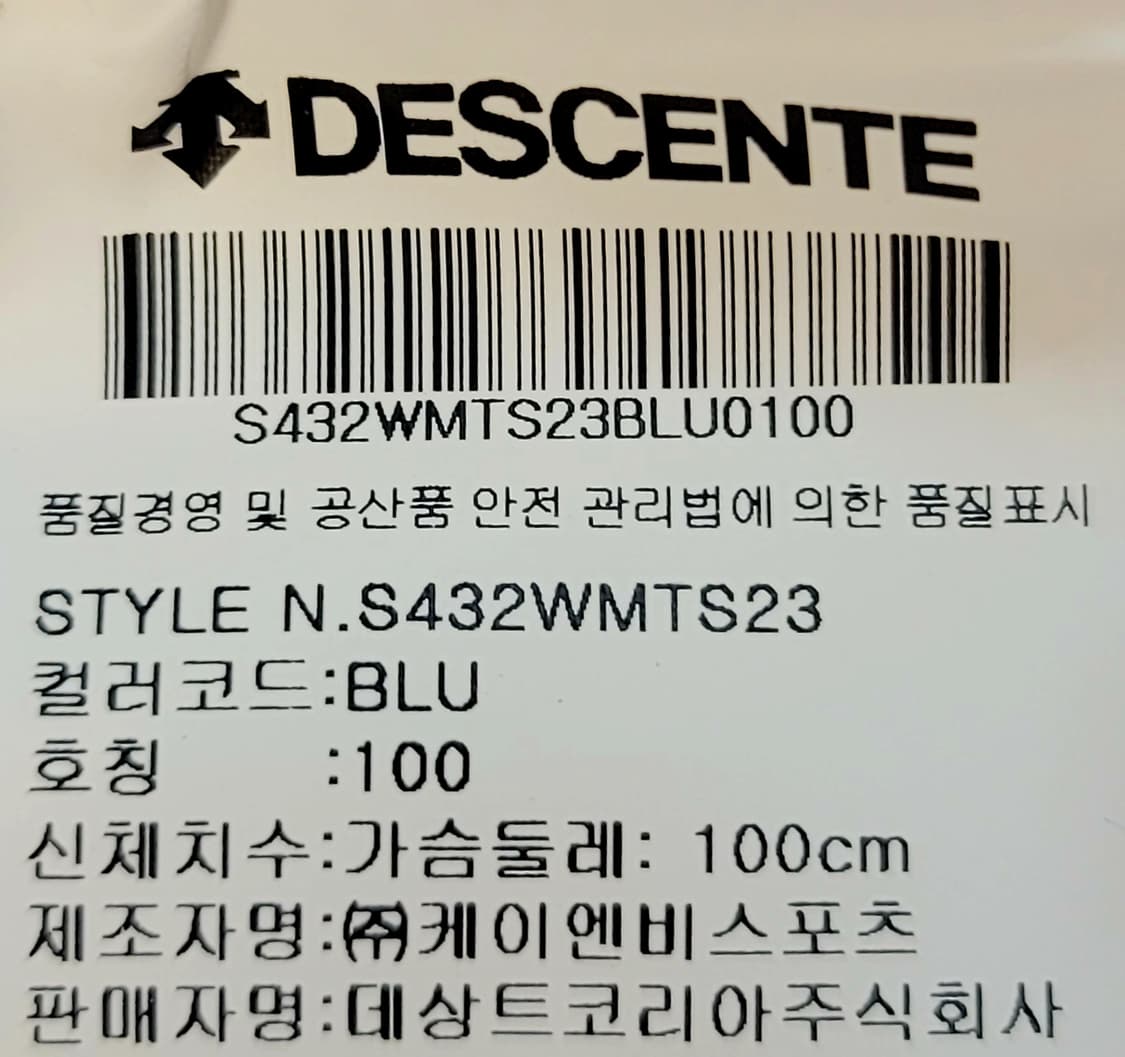 DESCENTE
S432WMTS23BLU0100
품질경영 및 공산품 안전 관리법에 의한 품질표시
STYLE N.S432WMTS23
컬러코드:BLU
호칭 :100
신체치수:가슴둘레: 100cm
제조자명:㈜케이엔비스포츠
판매자명:데상트코리아주식회사